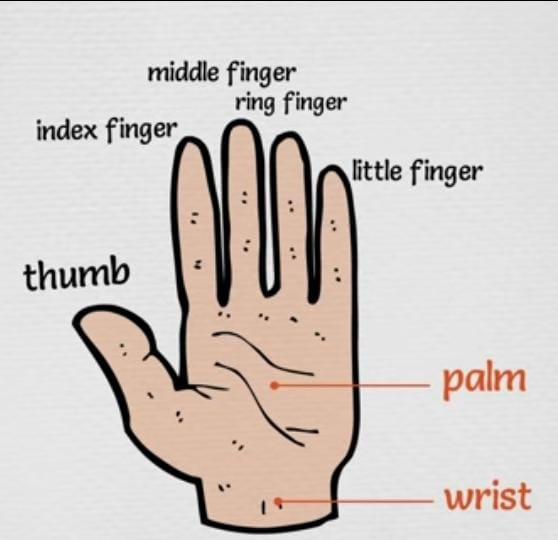 middle finger
ring finger
index finger
little finger
thumb
palm
wrist